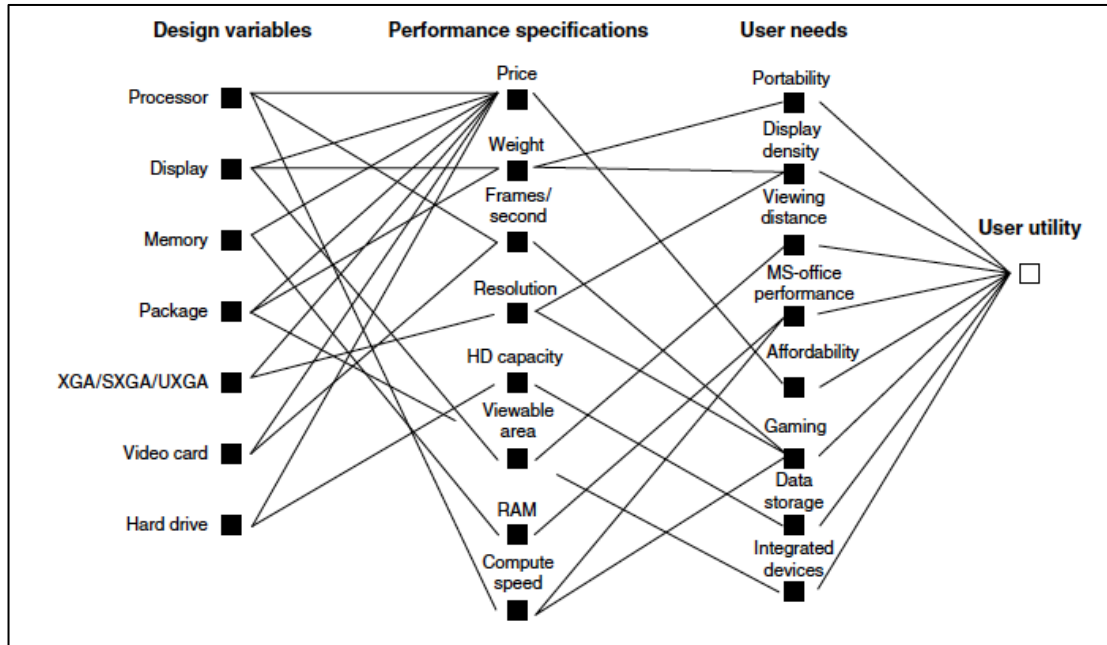 Design variables
Processor
Display
Memory
Package
XGA/SXGA/UXGA
Video card
Hard drive
Performance specifications
Price
Weight
Frames/
second
Resolution
HD capacity
Viewable
area
RAM
Compute
speed
User needs
Portability
Display
density
Viewing
distance
MS-office
performance
Affordability
Gaming
Data
storage
Integrated
devices
User utility